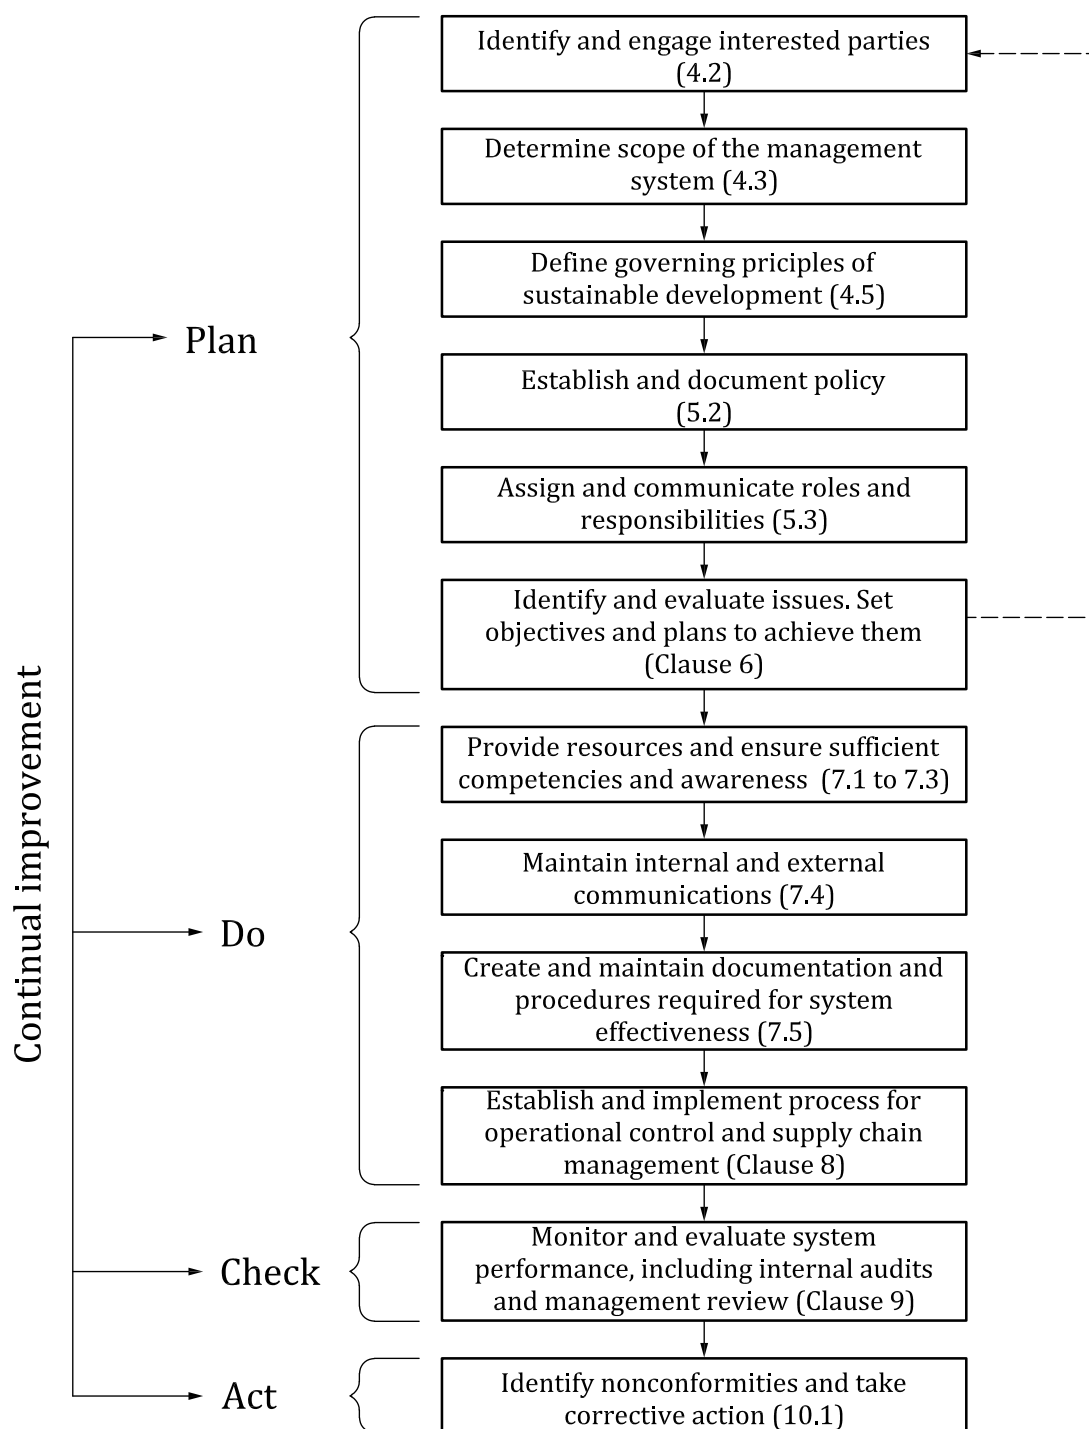 Identify and engage interested parties
(4.2)
Determine scope of the management
system (4.3)
Define governing priciples of
sustainable development (4.5)
Plan
Establish and document policy
(5.2)
Assign and communicate roles and
responsibilities (5.3)
Identify and evaluate issues. Set
objectives and plans to achieve them
(Clause 6)
Continual improvement
Provide resources and ensure sufficient
competencies and awareness (7.1 to 7.3)
Maintain internal and external
communications (7.4)
Do
Create and maintain documentation and
procedures required for system
effectiveness (7.5)
Establish and implement process for
operational control and supply chain
management (Clause 8)
Check
Monitor and evaluate system
performance, including internal audits
and management review (Clause 9)
Act
Identify nonconformities and take
corrective action (10.1)